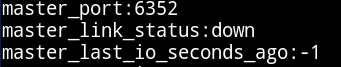 master_port:6352
master_link_status:down
master_last_io_seconds_ago:-1